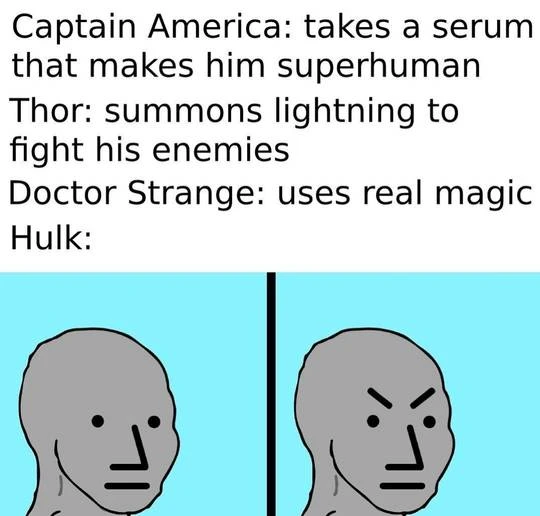 Captain America: takes a serum
that makes him superhuman
Thor: summons lightning to
fight his enemies
Doctor Strange: uses real magic
Hulk: